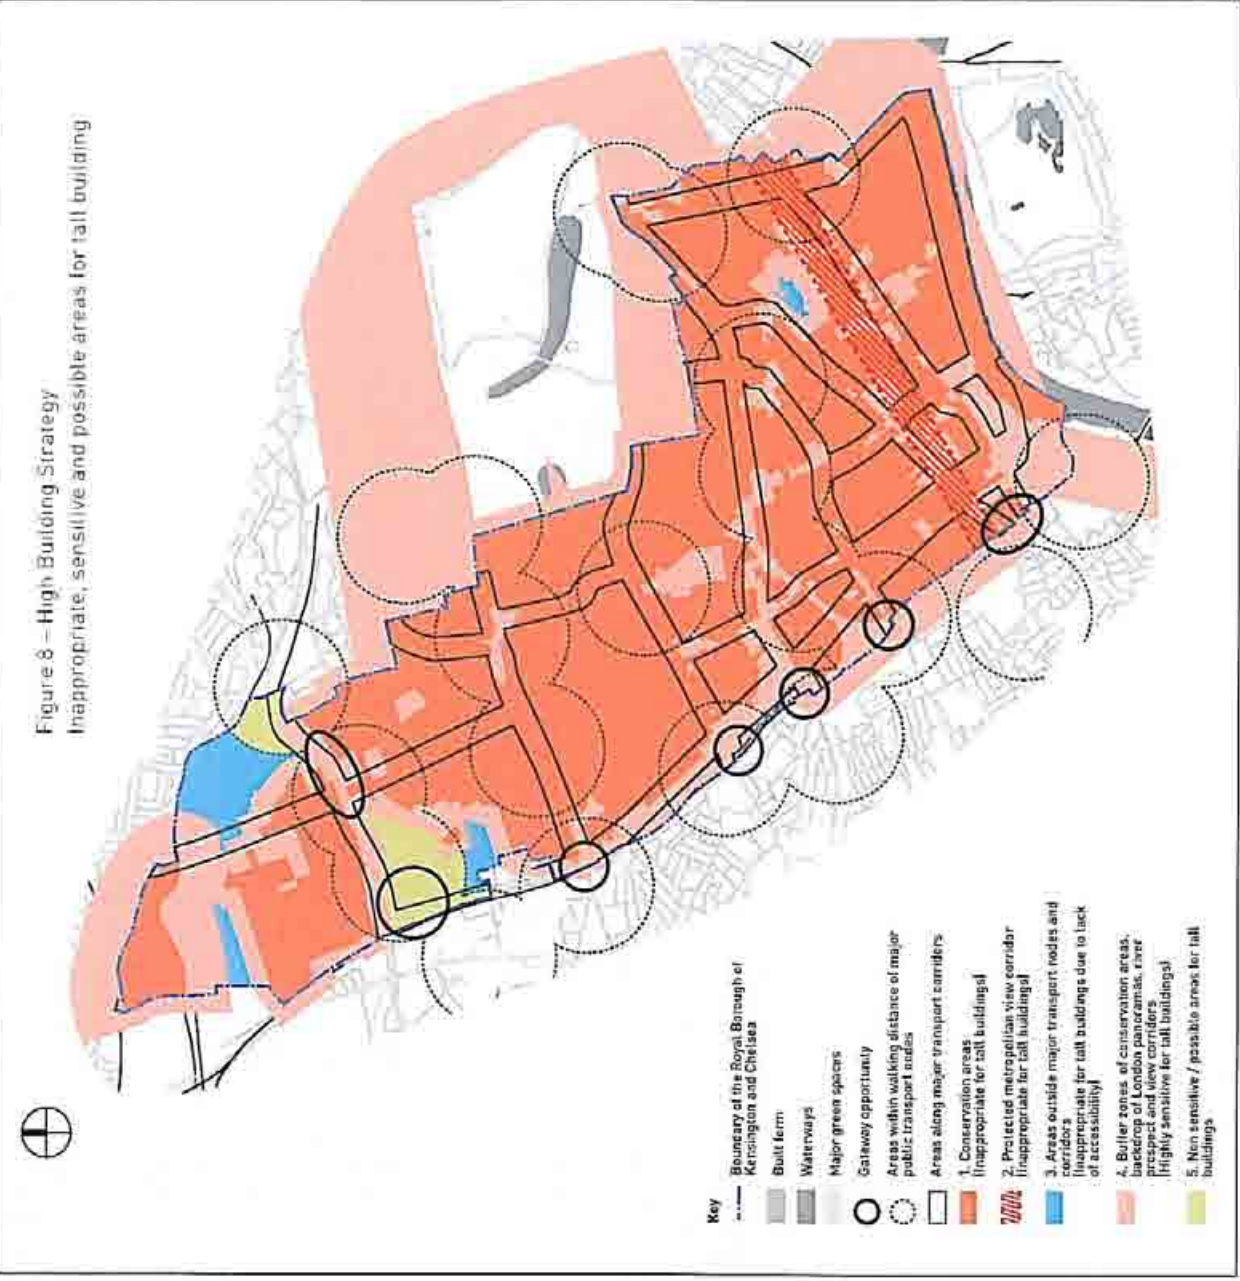 Figure 8 – High Building Strategy
Inappropriate, sensitive and possible areas for tall building
Key
Boundary of the Royal Borough of
Kensington and Chelsea
Built form
Waterways
Major green spaces
Gateway opportunity
Areas within walking distance of major
public transport nodes
Areas along major transport corridors
1. Conservation areas
(Inappropriate for tall buildings)
2. Protected metropolitan view corridor
(Inappropriate for tall buildings)
3. Areas outside major transport nodes and
corridors
(Inappropriate for tall buildings due to lack
of accessibility)
4. Buffer zones of conservation areas,
backdrop of London panoramas, river
prospect and view corridors
(Highly sensitive for tall buildings)
5. Non sensitive / possible areas for tall
buildings